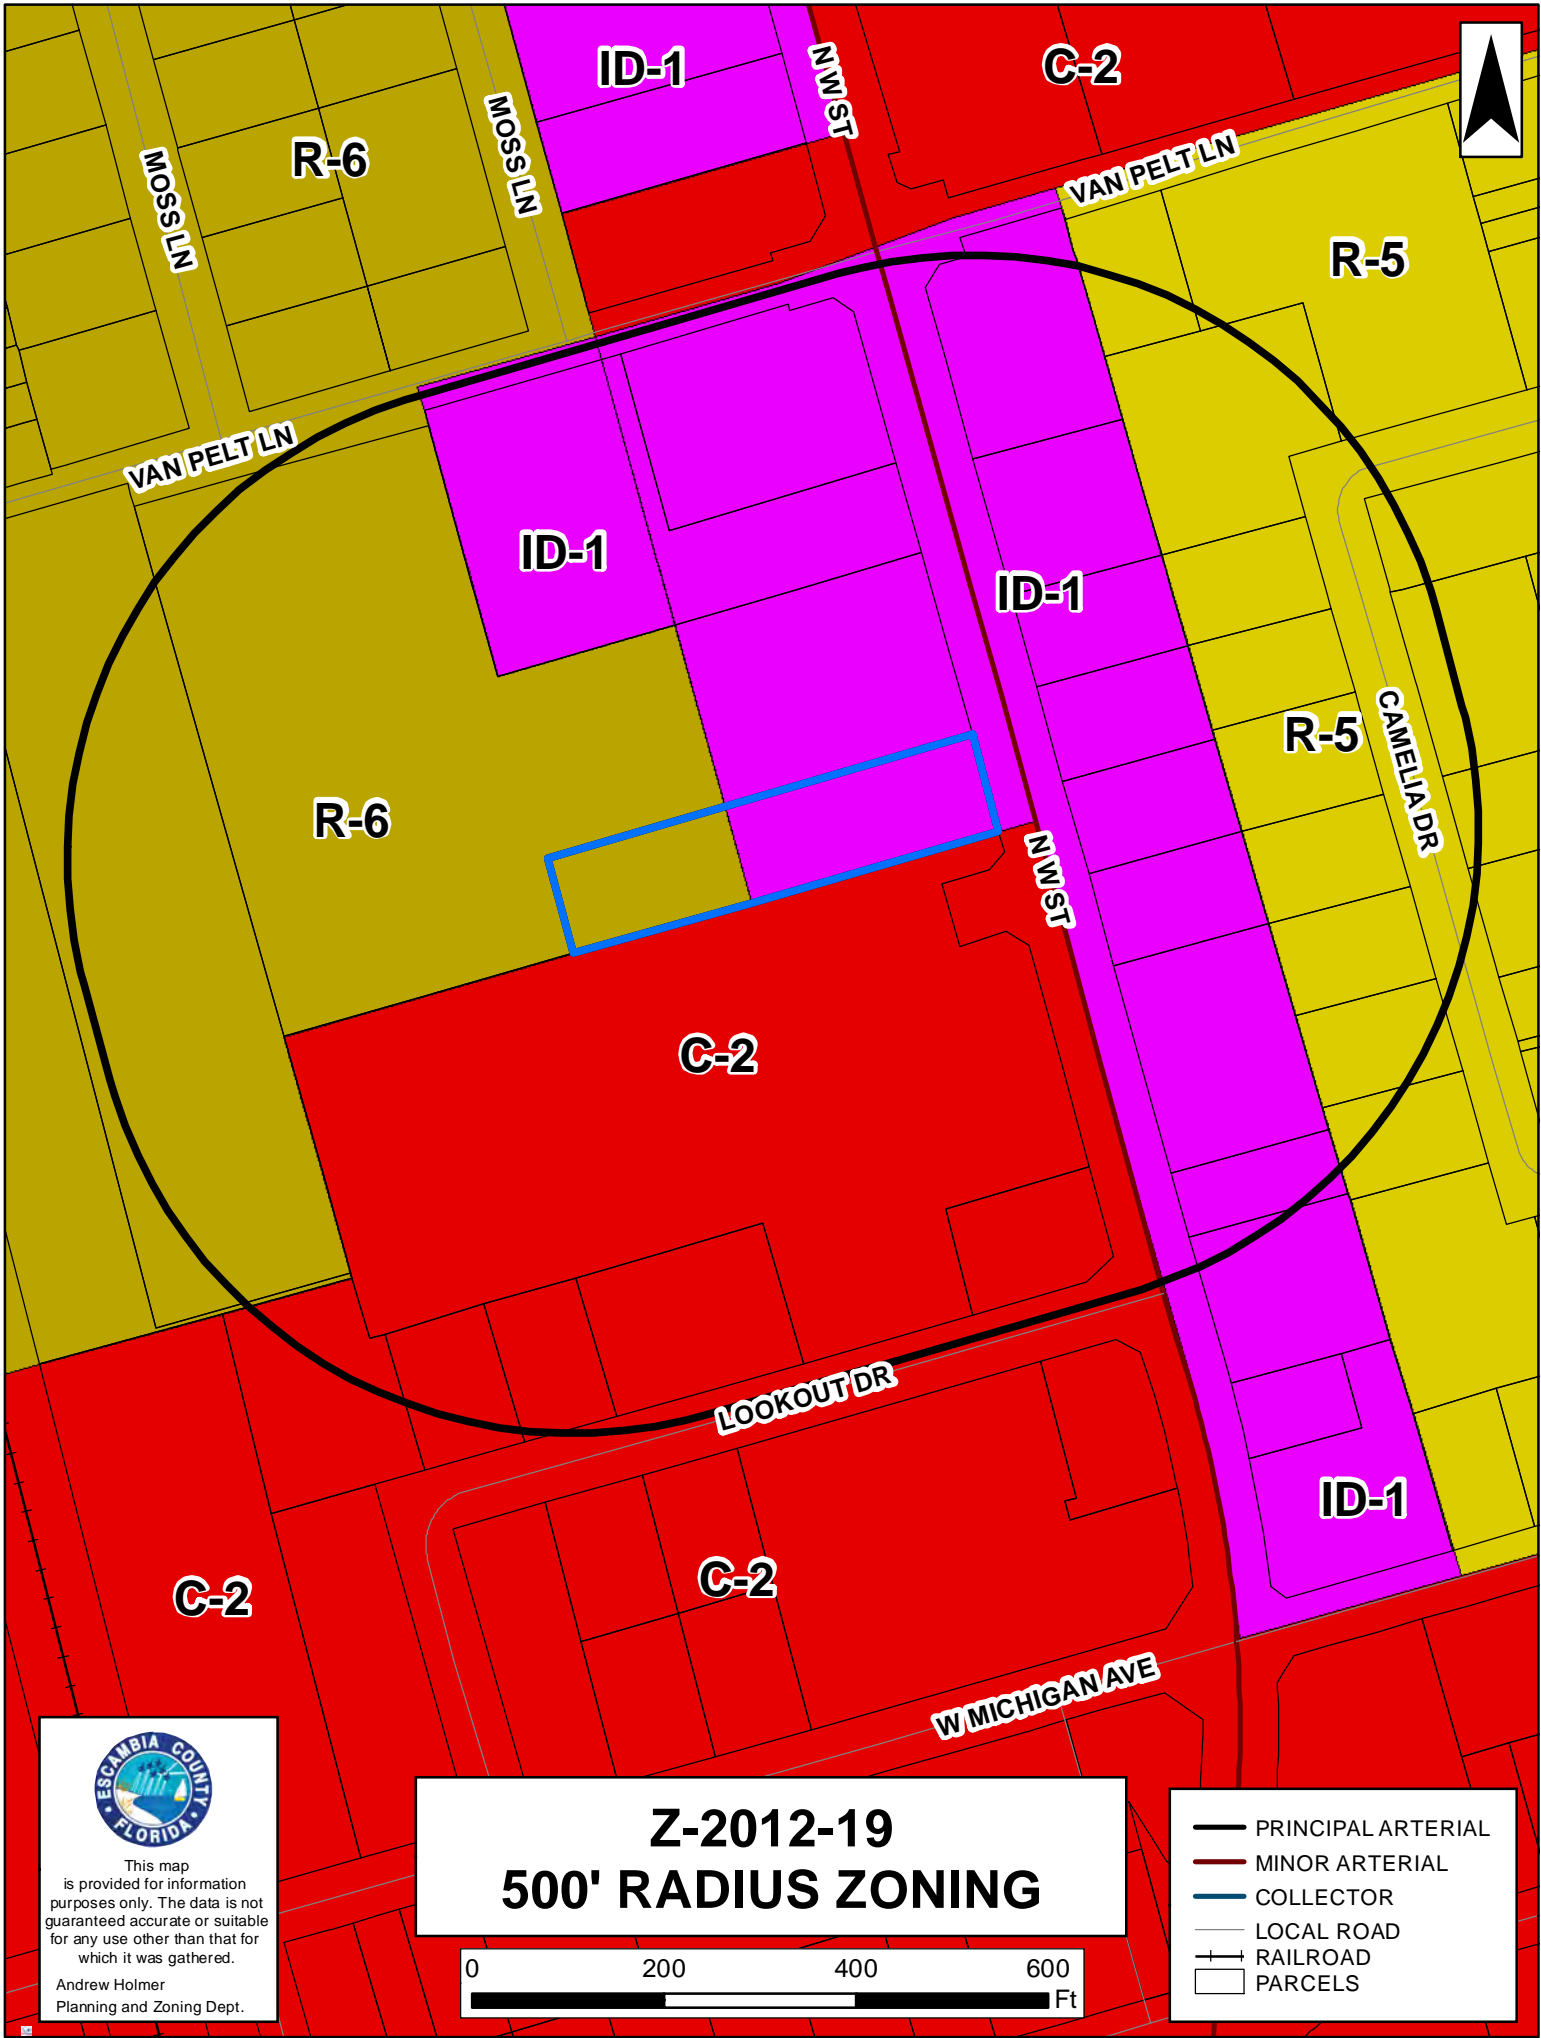 ID-1
C-2
N W ST
MOSS LN
MOSS LN
R-6
VAN PELT LN
R-5
VAN PELT LN
ID-1
ID-1
R-5
CAMELIA DR
R-6
N W ST
C-2
LOOKOUT DR
ID-1
C-2
C-2
W MICHIGAN AVE
ESCAMBIA COUNTY
FLORIDA
This map
is provided for information
purposes only. The data is not
guaranteed accurate or suitable
for any use other than that for
which it was gathered.
Andrew Holmer
Planning and Zoning Dept.
Z-2012-19
500' RADIUS ZONING
0 200 400 600
Ft
PRINCIPAL ARTERIAL
MINOR ARTERIAL
COLLECTOR
LOCAL ROAD
RAILROAD
PARCELS